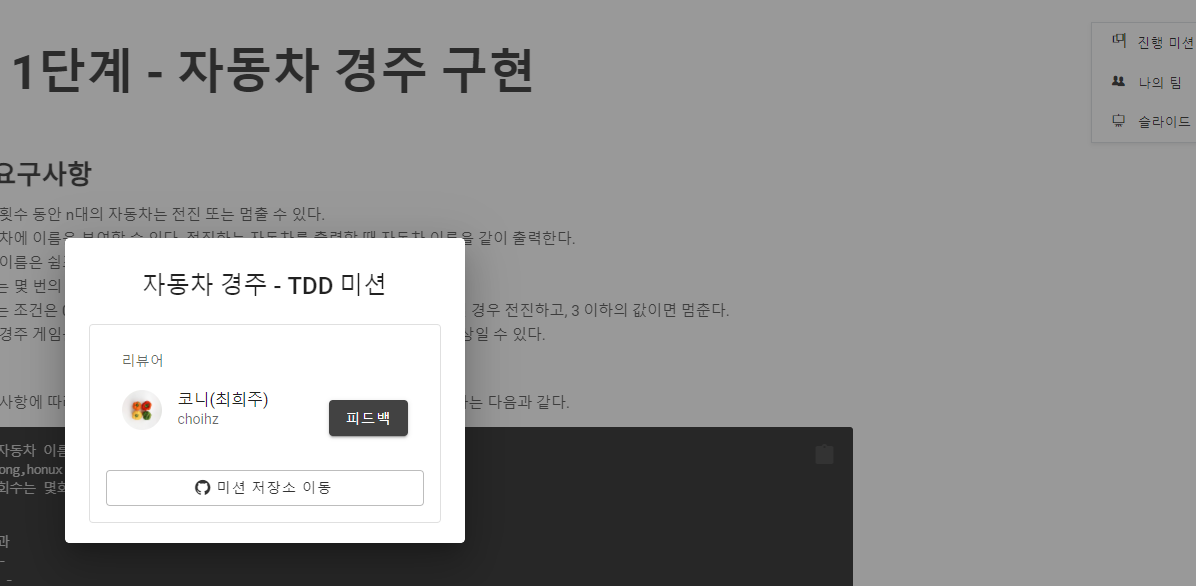 1단계 - 자동차 경주 구현
진행 미션
나의 팀
슬라이드
요구사항
횟수 동안 n대의 자동차는 전진 또는 멈출 수 있다.
차에 이름을 부여할 수 있다. 전진하는 자동차를 출력할 때 자동차 이름을 같이 출력한다.
이름은 쉼
는 몇 번의
는 조건은 경우 전진하고, 3 이하의 값이면 멈춘다.
경주 게임 상일 수 있다.
자동차 경주 - TDD 미션
리뷰어
코니(최희주)
choihz
피드백
미션 저장소 이동
사항에 따 는 다음과 같다.
자동차 이름
ong,honux
회수는 몇회
과
-
-